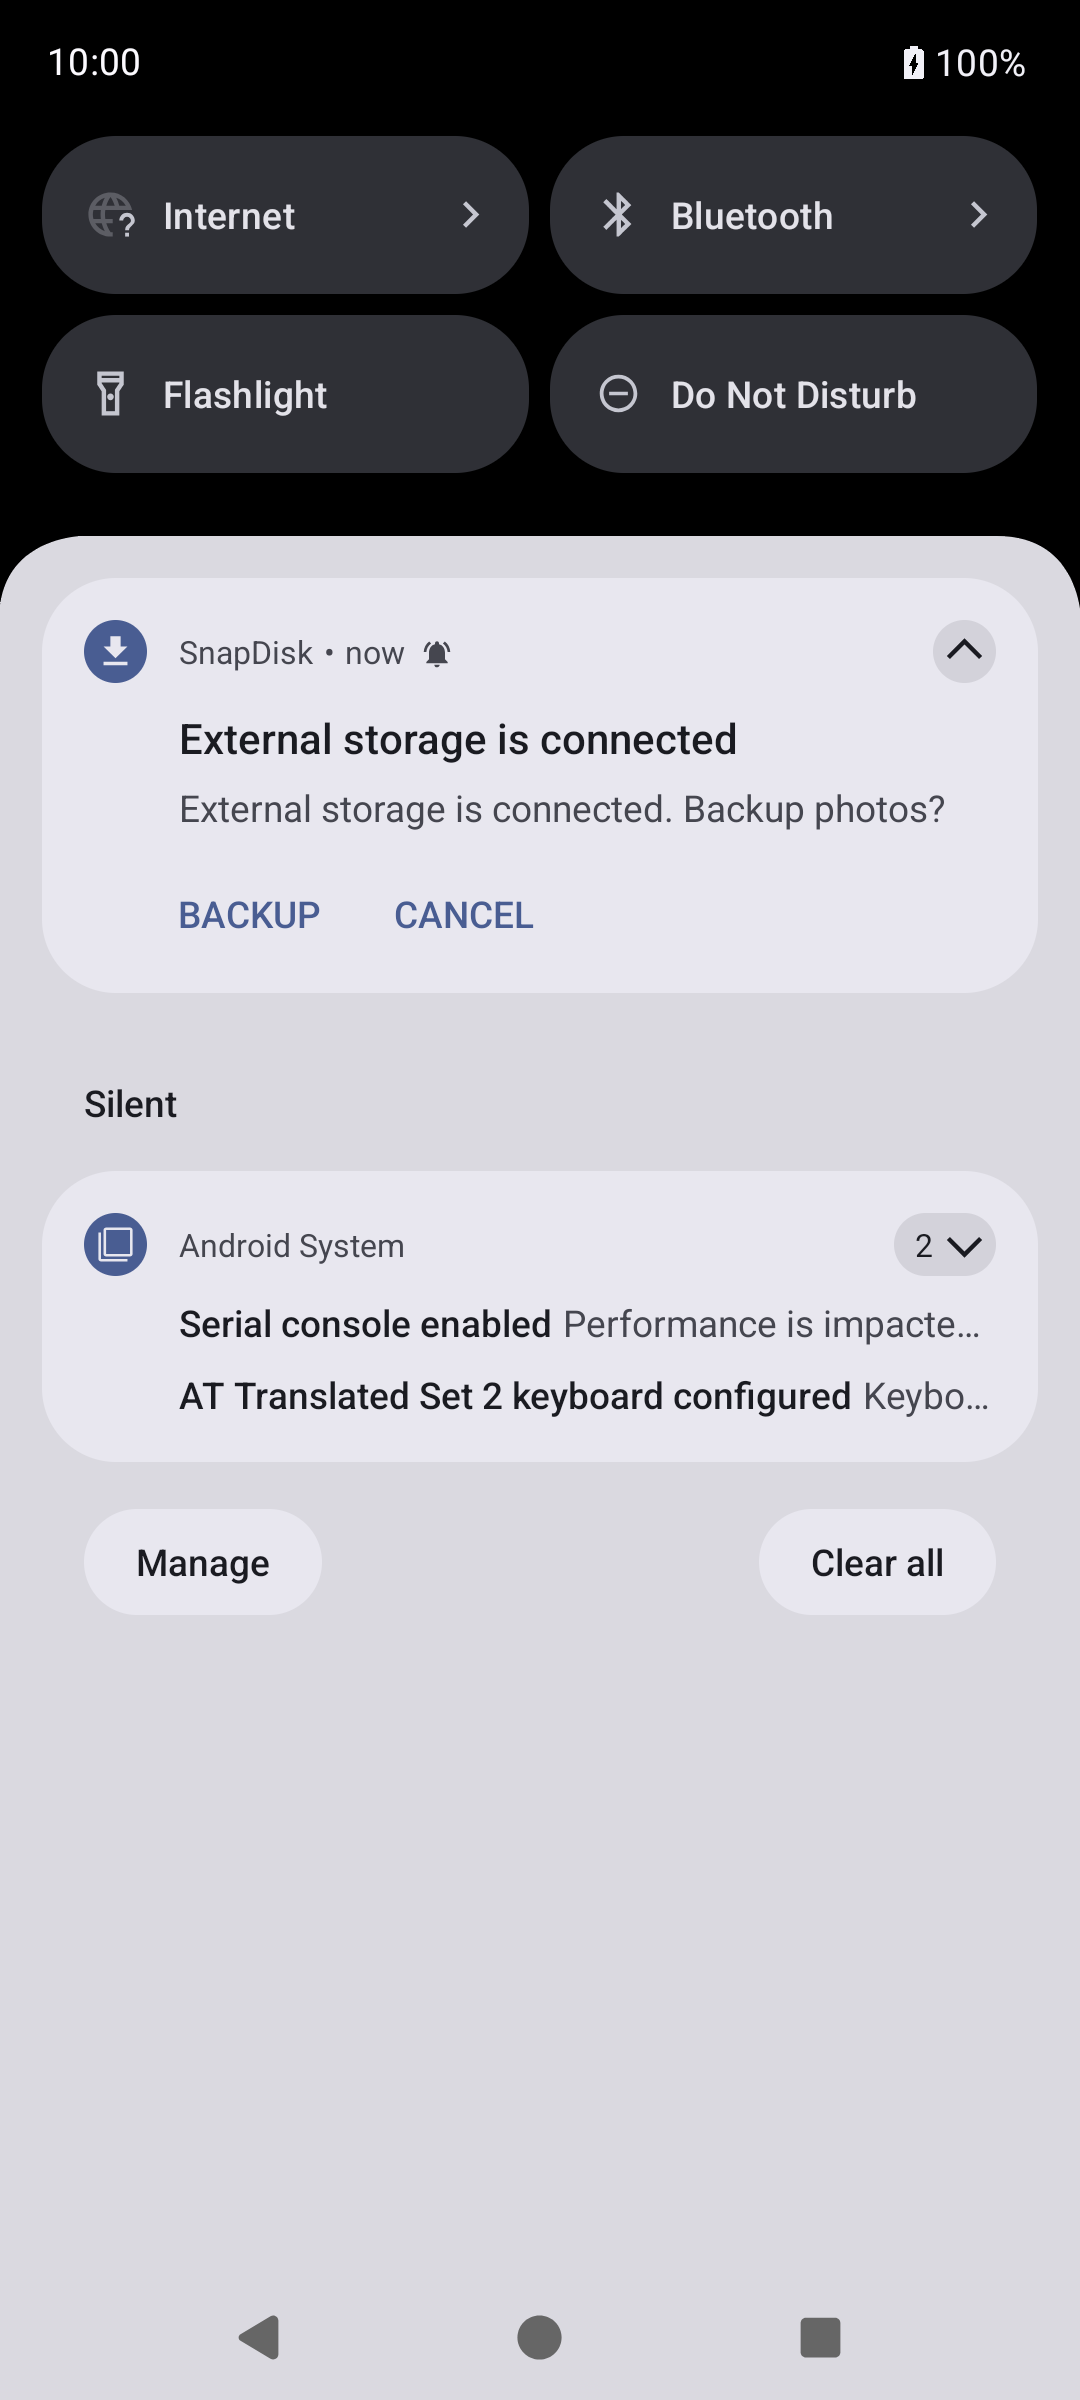 10:00
100%
Internet
Bluetooth
Flashlight
Do Not Disturb
SnapDisk • now
External storage is connected
External storage is connected. Backup photos?
BACKUP CANCEL
Silent
Android System
2
Serial console enabled Performance is impacte…
AT Translated Set 2 keyboard configured Keybo…
Manage
Clear all